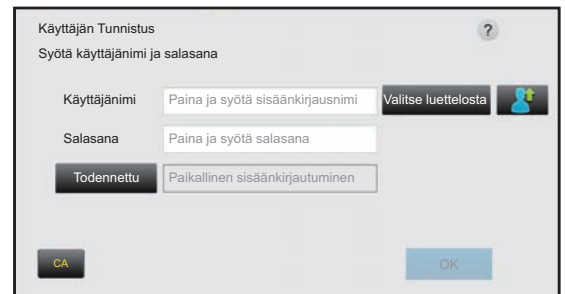 Käyttäjän Tunnistus
?
Syötä käyttäjänimi ja salasana
Käyttäjänimi Paina ja syötä sisäänkirjausnimi Valitse luettelosta
Salasana Paina ja syötä salasana
Todennettu Paikallinen sisäänkirjautuminen
CA OK